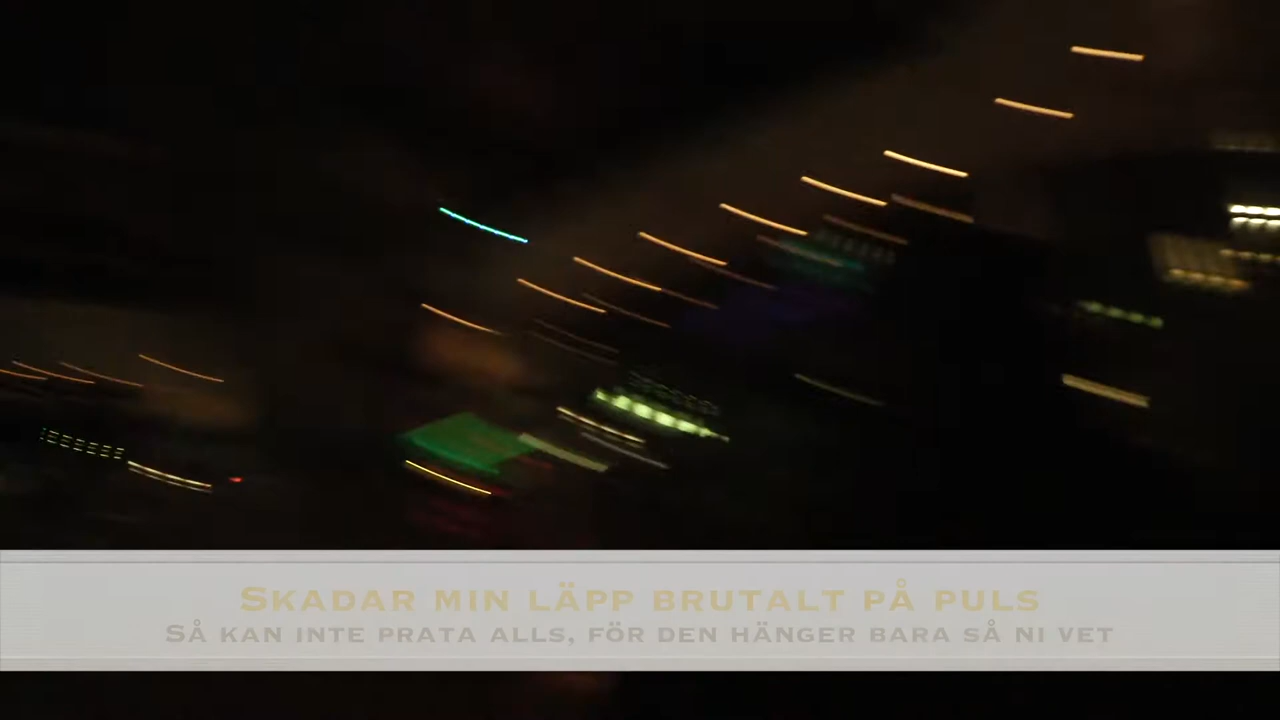 Skadar min läpp brutalt på puls
Så kan inte prata alls, för den hänger bara så ni vet